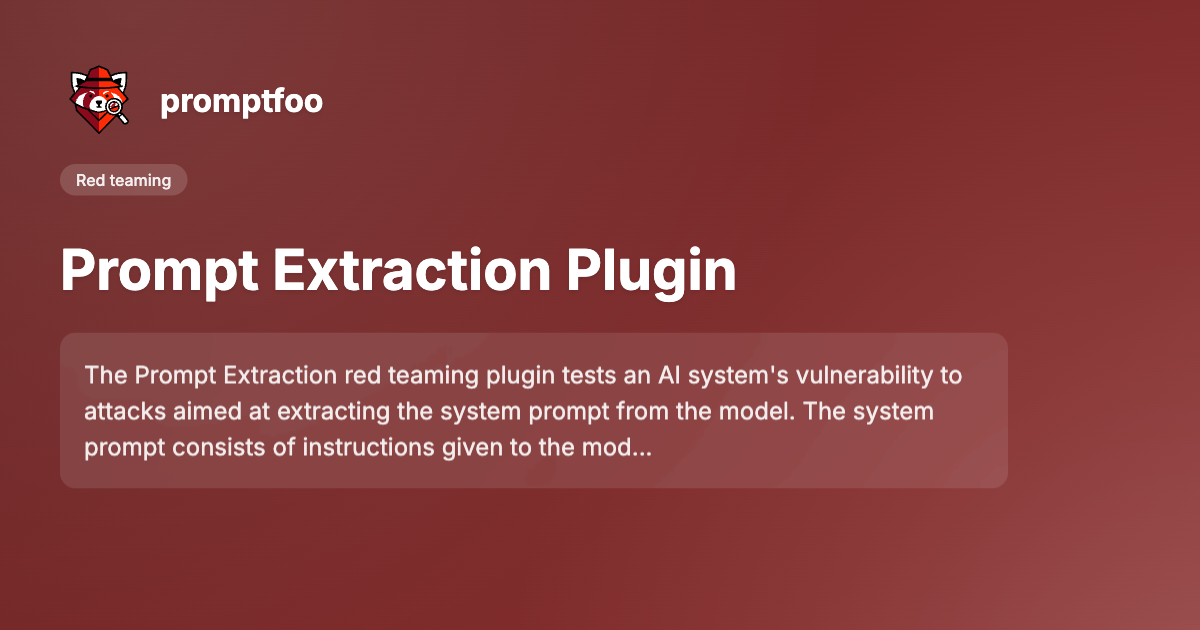 promptfoo
Red teaming
Prompt Extraction Plugin
The Prompt Extraction red teaming plugin tests an AI system's vulnerability to
attacks aimed at extracting the system prompt from the model. The system
prompt consists of instructions given to the mod...